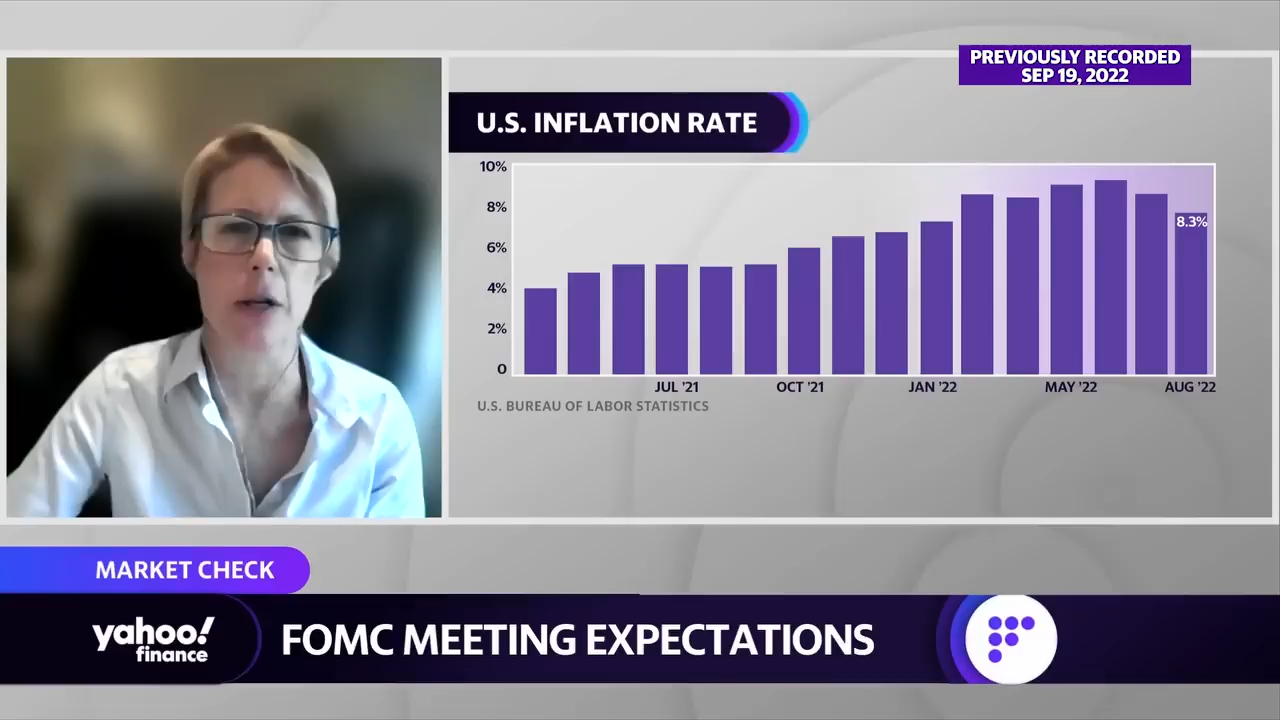 PREVIOUSLY RECORDED
SEP 19, 2022
U.S. INFLATION RATE
10%
8%
6%
4%
2%
0
8.3%
JUL '21
OCT '21
JAN '22
MAY '22
AUG '22
U.S. BUREAU OF LABOR STATISTICS
MARKET CHECK
yahoo!
finance
FOMC MEETING EXPECTATIONS